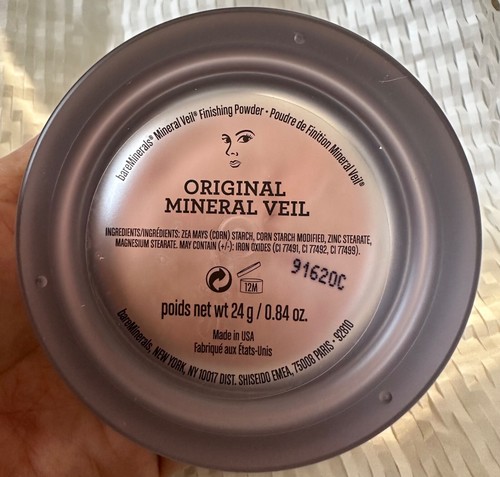 bareMinerals® Mineral Veil® Finishing Powder • Poudre de Finition Mineral Veil®
ORIGINAL
MINERAL VEIL
INGREDIENTS/INGRÉDIENTS: ZEA MAYS (CORN) STARCH, CORN STARCH MODIFIED, ZINC STEARATE,
MAGNESIUM STEARATE. MAY CONTAIN (+/-): IRON OXIDES (CI 77491, CI 77492, CI 77499).
91620C
12M
poids net wt 24 g / 0.84 oz.
Made in USA
Fabriqué aux États-Unis
bareMinerals, NEW YORK, NY 10017 DIST. SHISEIDO EMEA, 75008 PARIS • 92810